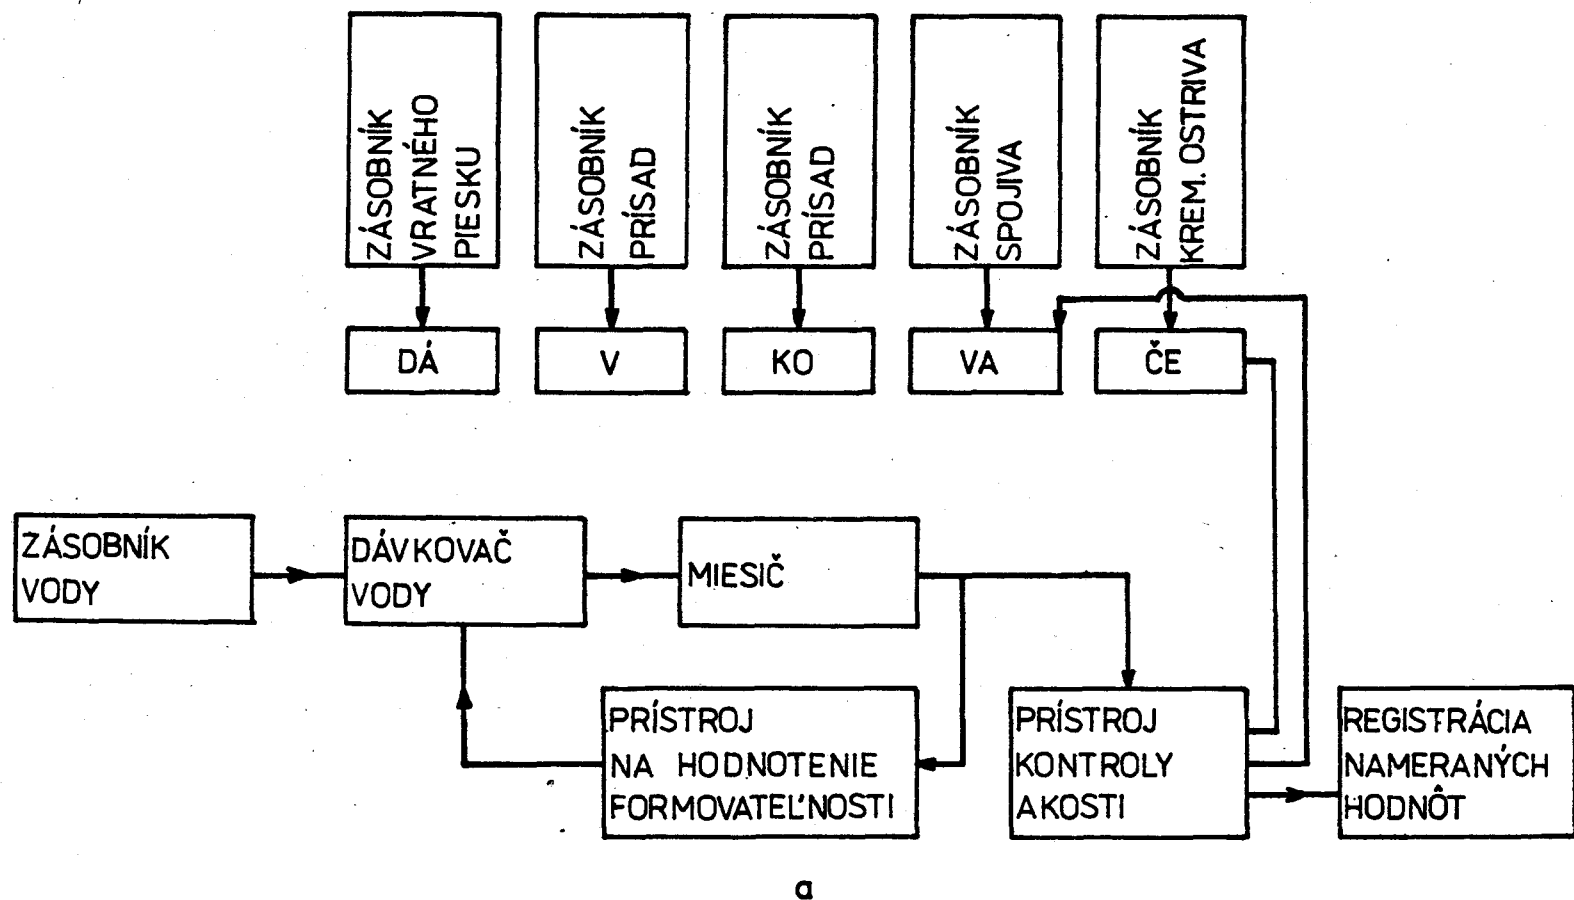 ZÁSOBNÍK
VRATNÉHO
PIESKU
ZÁSOBNÍK
PRÍSAD
ZÁSOBNÍK
PRÍSAD
ZÁSOBNÍK
SPOJIVA
ZÁSOBNÍK
KREM. OSTRIVA
DÁ
V
KO
VA
ČE
ZÁSOBNÍK
VODY
DÁVKOVAČ
VODY
MIESIČ
PRÍSTROJ
NA HODNOTENIE
FORMOVATEĽNOSTI
PRÍSTROJ
KONTROLY
AKOSTI
REGISTRÁCIA
NAMERANÝCH
HODNÔT
a